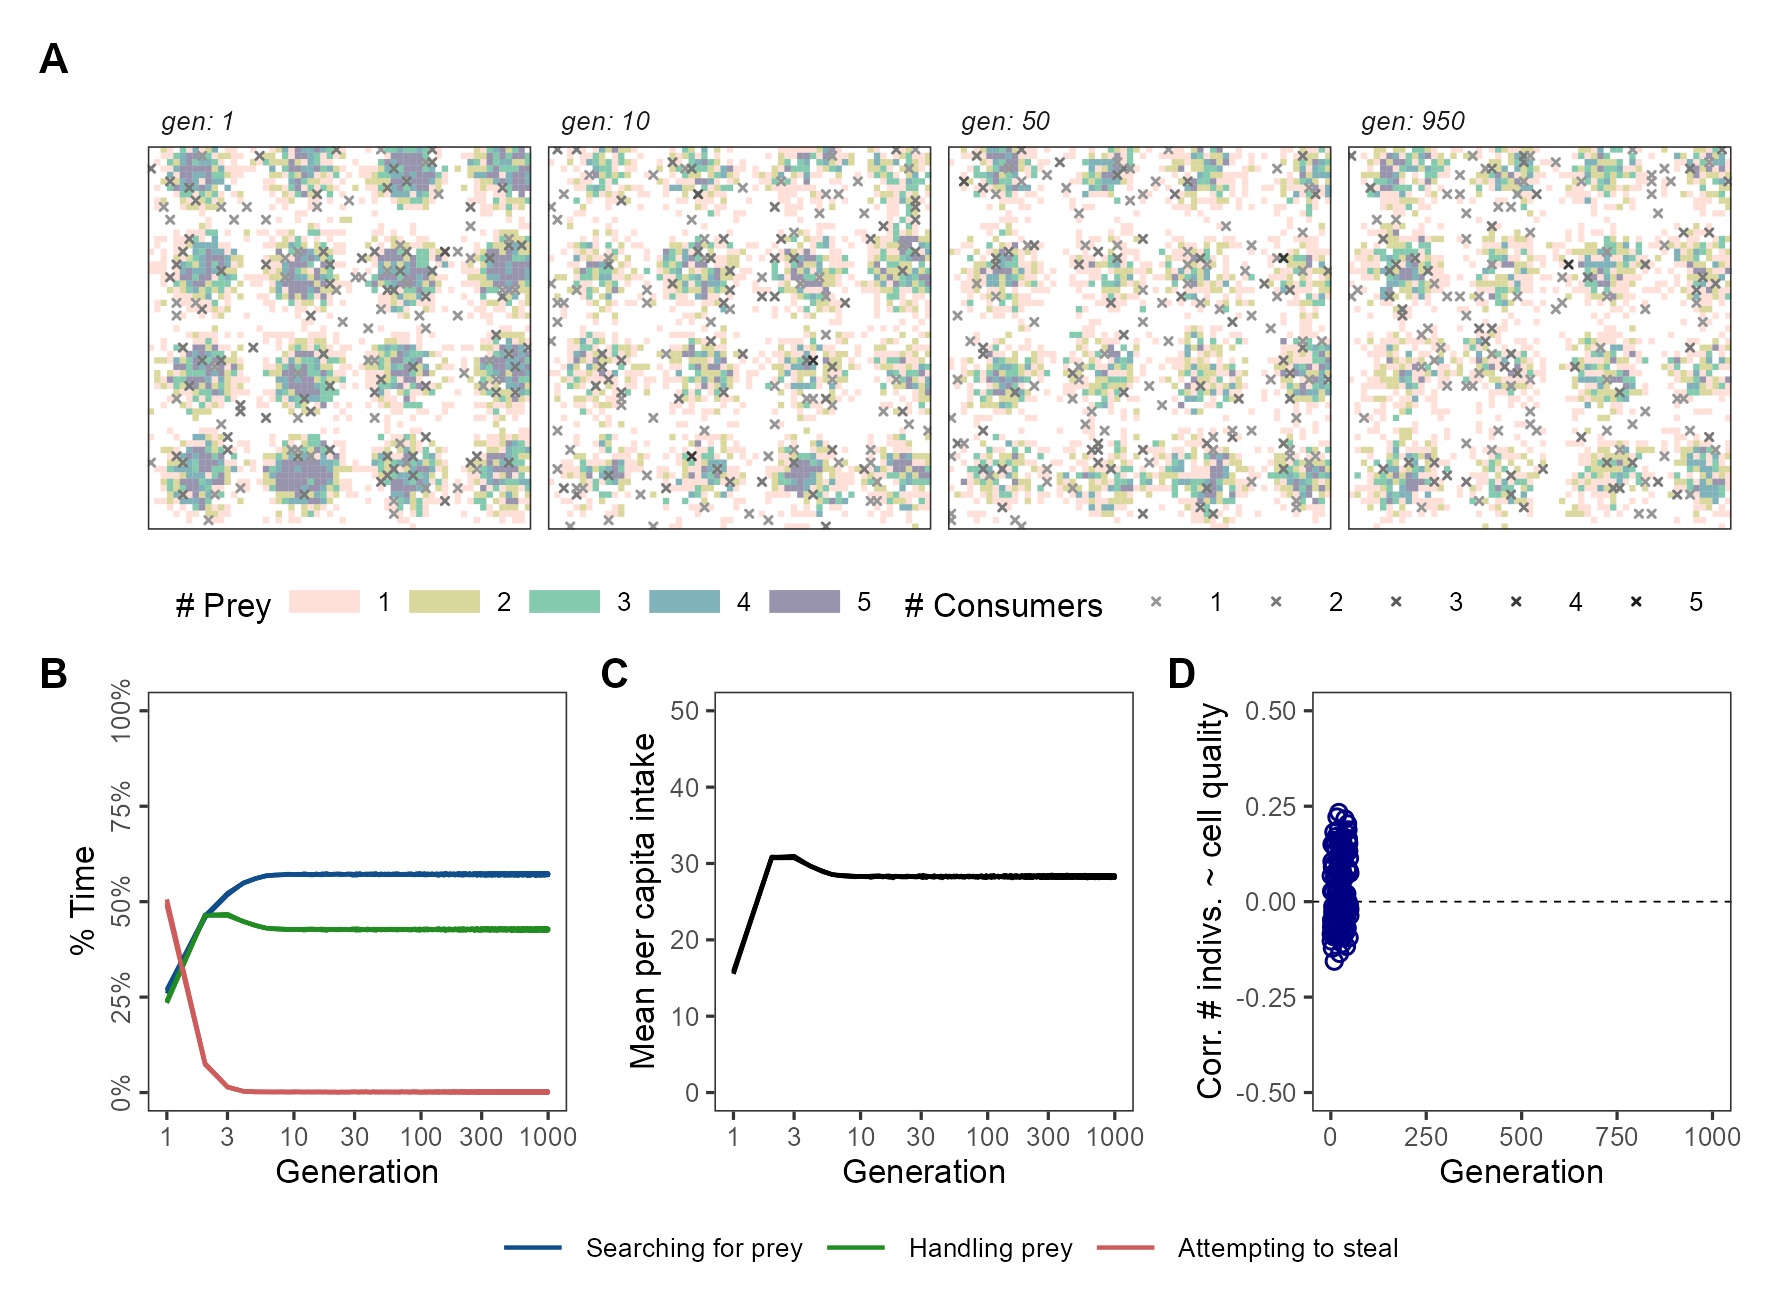 A
gen: 1 gen: 10 gen: 50 gen: 950
# Prey 1 2 3 4 5 # Consumers 1 2 3 4 5
B
100%
75%
50%
25%
0%
% Time
1 3 10 30 100 300 1000
Generation
C
50
40
30
20
10
0
Mean per capita intake
1 3 10 30 100 300 1000
Generation
D
0.50
0.25
0.00
-0.25
-0.50
Corr. # indivs. ~ cell quality
0 250 500 750 1000
Generation
Searching for prey Handling prey Attempting to steal